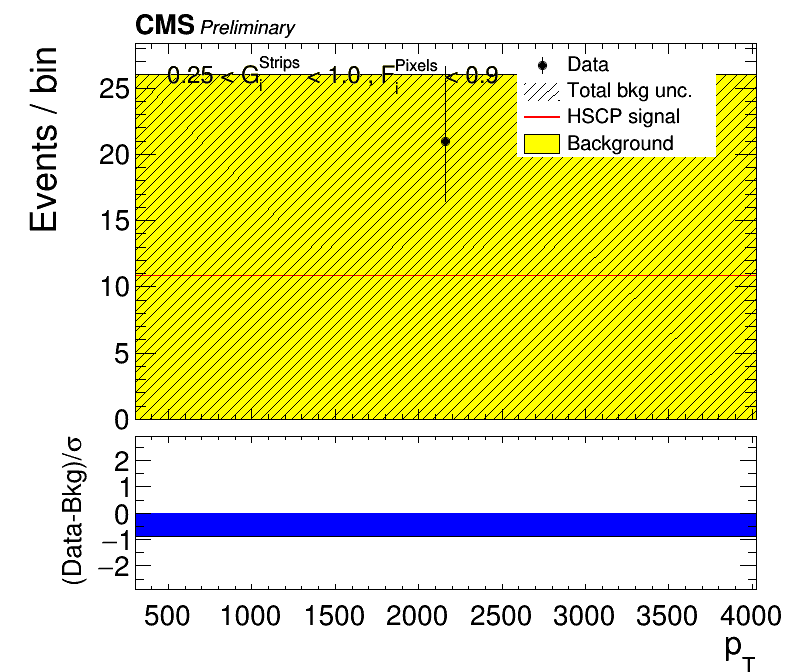 CMS Preliminary
Events / bin
0.25 < G_i^Strips < 1.0 , F_i^Pixels < 0.9
Data
Total bkg unc.
HSCP signal
Background
25
20
15
10
5
0
(Data-Bkg)/σ
2
1
0
−1
−2
500 1000 1500 2000 2500 3000 3500 4000
p_T